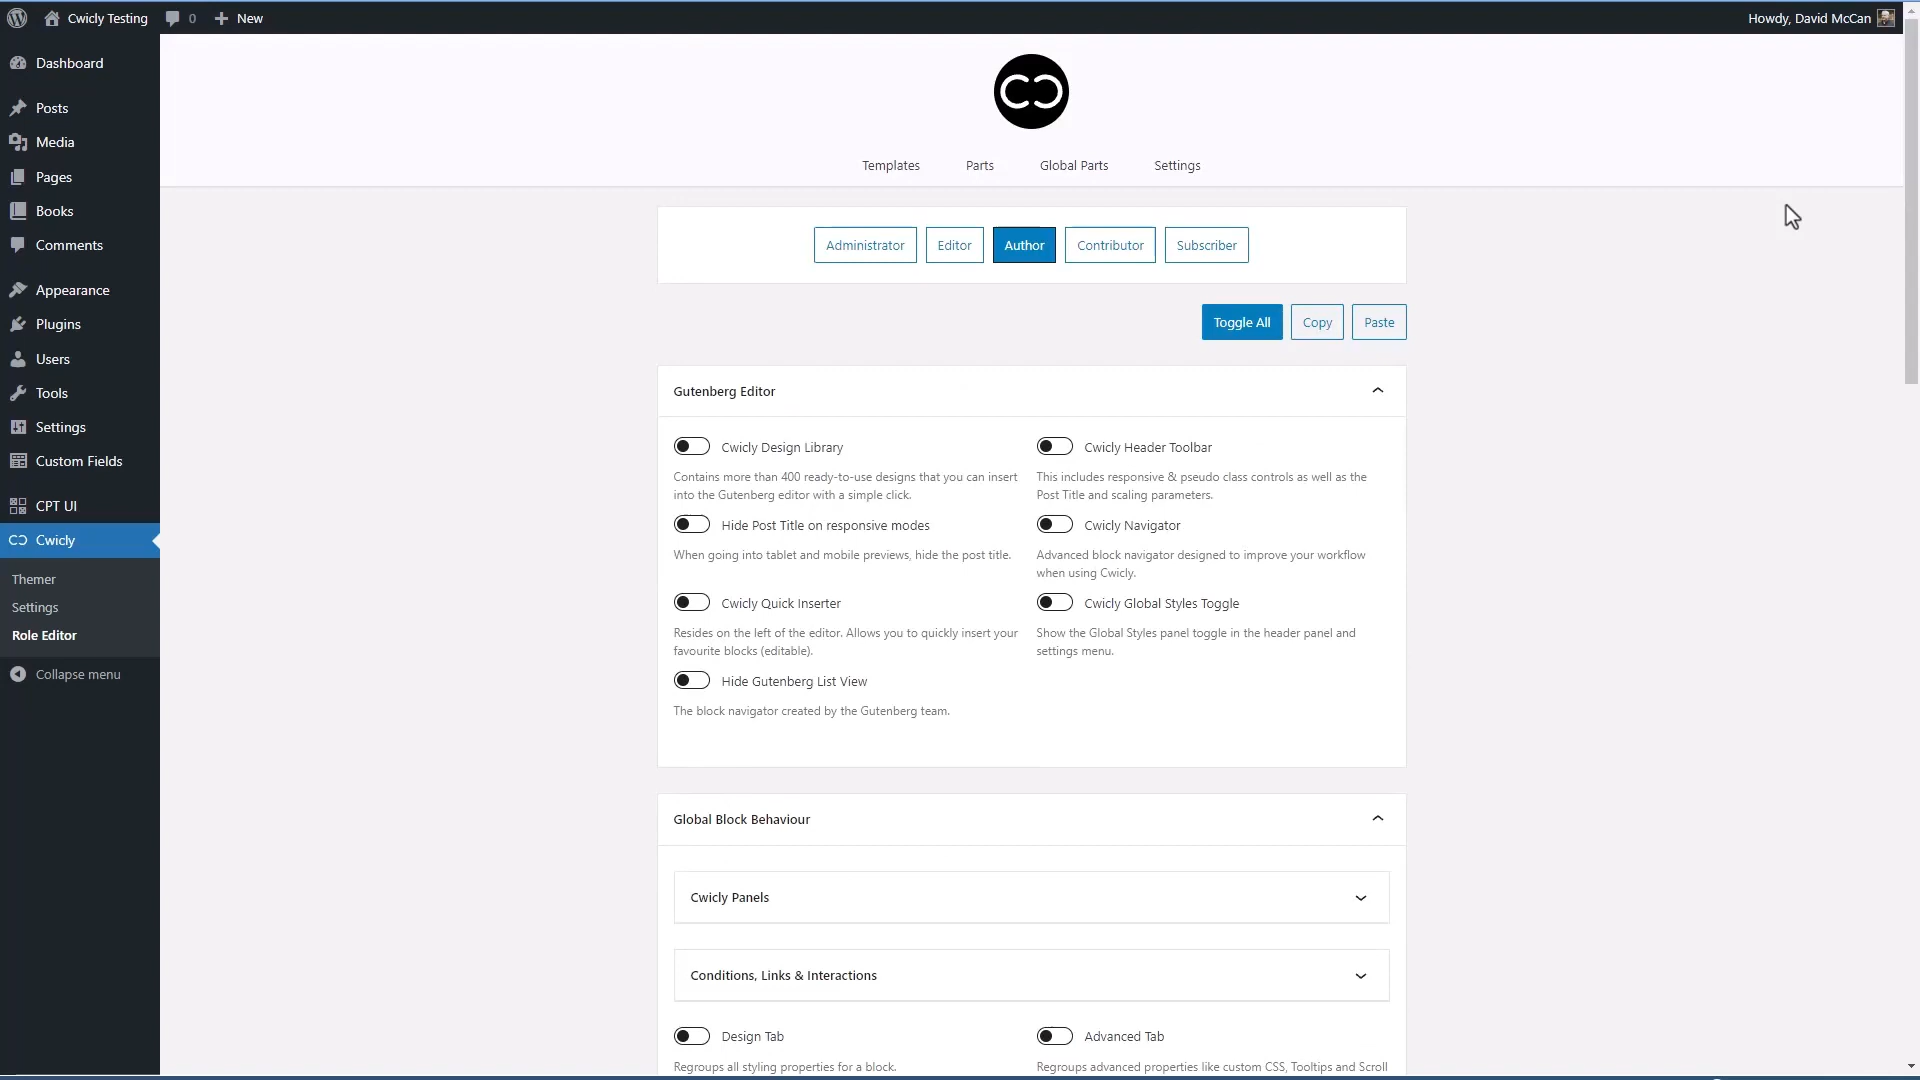 Cwicly Testing
0
New
Howdy, David McCan
Dashboard
Posts
Media
Pages
Books
Comments
Appearance
Plugins
Users
Tools
Settings
Custom Fields
CPT UI
Cwicly
Themer
Settings
Role Editor
Collapse menu
Templates Parts Global Parts Settings
Administrator Editor Author Contributor Subscriber
Toggle All Copy Paste
Gutenberg Editor
Cwicly Design Library
Contains more than 400 ready-to-use designs that you can insert
into the Gutenberg editor with a simple click.
Cwicly Header Toolbar
This includes responsive & pseudo class controls as well as the
Post Title and scaling parameters.
Hide Post Title on responsive modes
When going into tablet and mobile previews, hide the post title.
Cwicly Navigator
Advanced block navigator designed to improve your workflow
when using Cwicly.
Cwicly Quick Inserter
Resides on the left of the editor. Allows you to quickly insert your
favourite blocks (editable).
Cwicly Global Styles Toggle
Show the Global Styles panel toggle in the header panel and
settings menu.
Hide Gutenberg List View
The block navigator created by the Gutenberg team.
Global Block Behaviour
Cwicly Panels
Conditions, Links & Interactions
Design Tab
Regroups all styling properties for a block.
Advanced Tab
Regroups advanced properties like custom CSS, Tooltips and Scroll